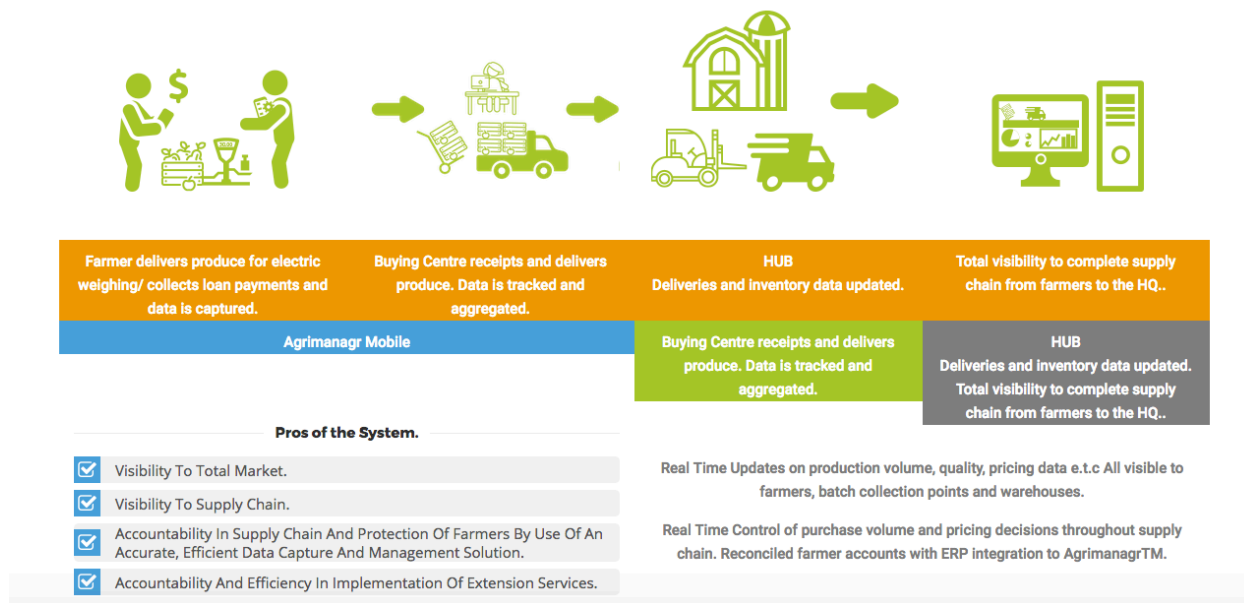 Farmer delivers produce for electric
weighing/ collects loan payments and
data is captured.
Buying Centre receipts and delivers
produce. Data is tracked and
aggregated.
HUB
Deliveries and inventory data updated.
Total visibility to complete supply
chain from farmers to the HQ..
Agrimanagr Mobile
Buying Centre receipts and delivers
produce. Data is tracked and
aggregated.
HUB
Deliveries and inventory data updated.
Total visibility to complete supply
chain from farmers to the HQ..
Pros of the System.
Visibility To Total Market.
Visibility To Supply Chain.
Accountability In Supply Chain And Protection Of Farmers By Use Of An
Accurate, Efficient Data Capture And Management Solution.
Accountability And Efficiency In Implementation Of Extension Services.
Real Time Updates on production volume, quality, pricing data e.t.c All visible to
farmers, batch collection points and warehouses.
Real Time Control of purchase volume and pricing decisions throughout supply
chain. Reconciled farmer accounts with ERP integration to AgrimanagrTM.